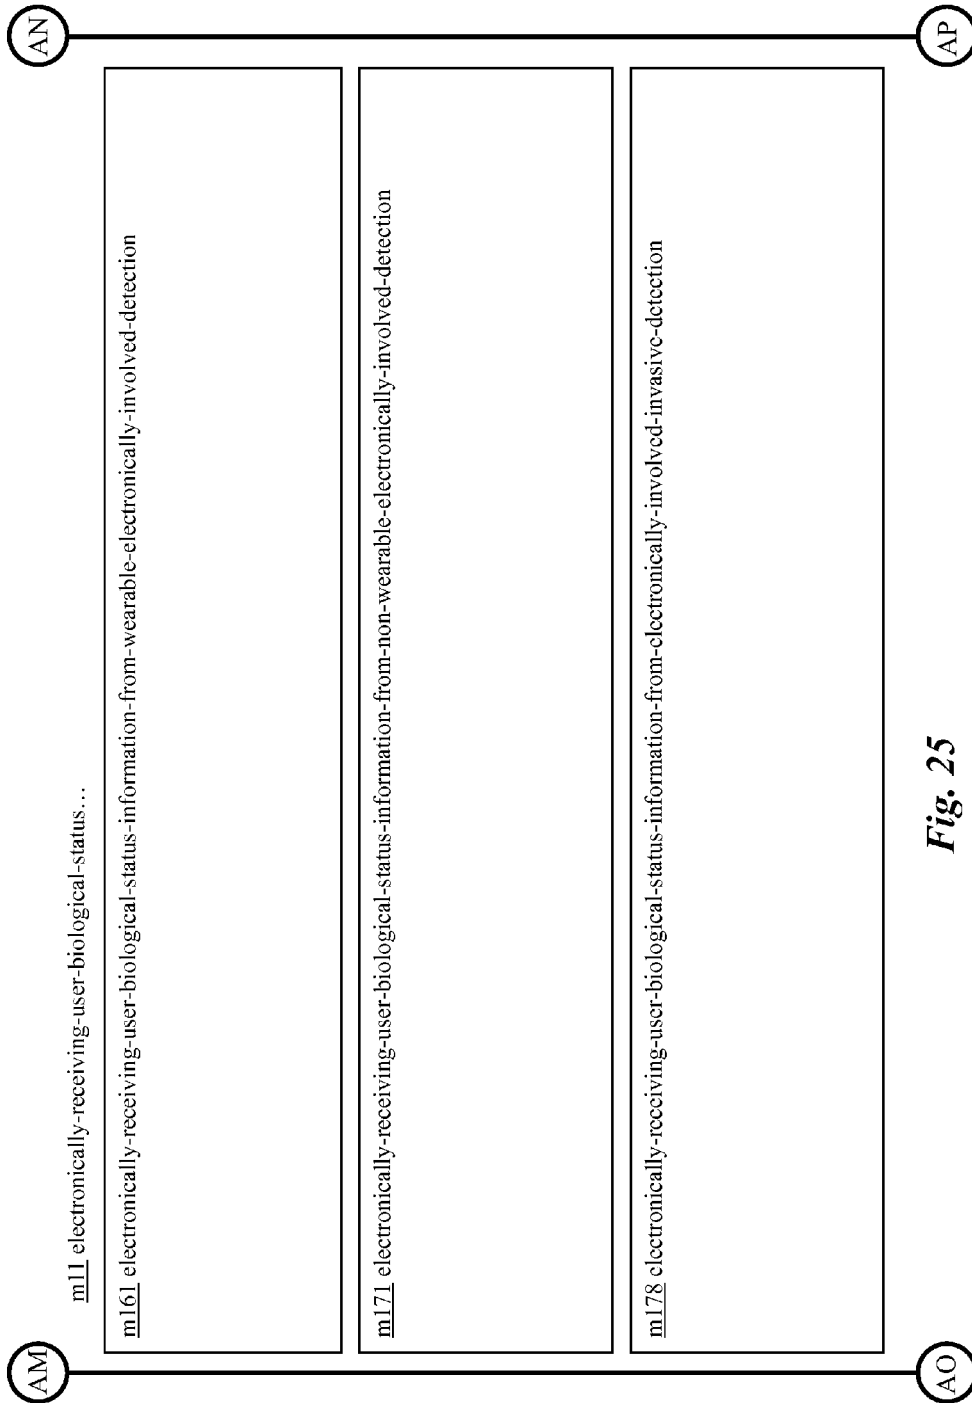 AM
AN
m11 electronically-receiving-user-biological-status…
m161 electronically-receiving-user-biological-status-information-from-wearable-electronically-involved-detection
m171 electronically-receiving-user-biological-status-information-from-non-wearable-electronically-involved-detection
m178 electronically-receiving-user-biological-status-information-from-electronically-involved-invasive-detection
AO
AP
Fig. 25